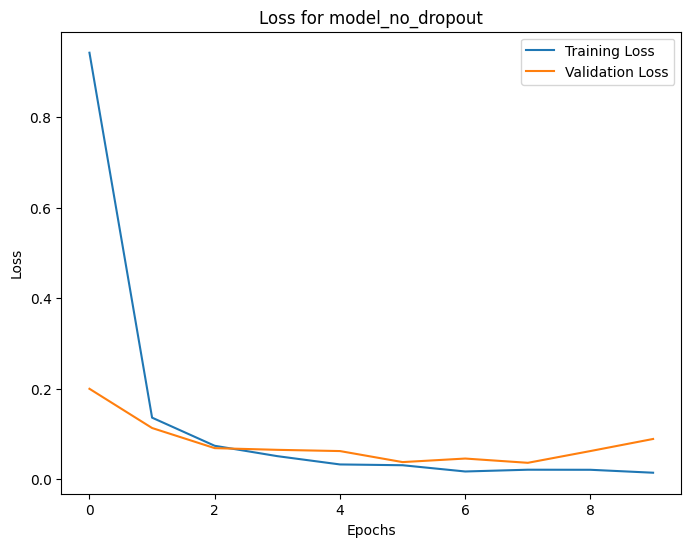 Loss for model_no_dropout
Training Loss
Validation Loss
Loss
0.8
0.6
0.4
0.2
0.0
0 2 4 6 8
Epochs